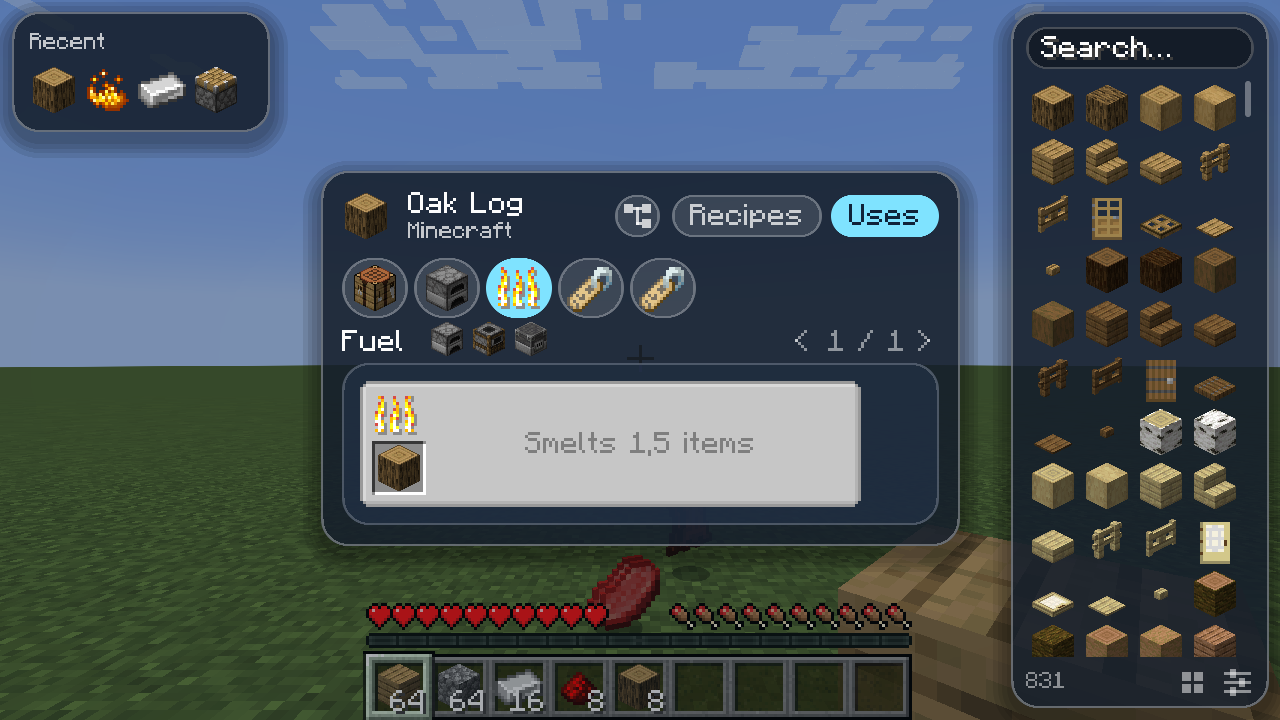 Recent
Search...
Oak Log
Minecraft
Recipes
Uses
Fuel
< 1 / 1 >
Smelts 1,5 items
831
64
64
16
8
8